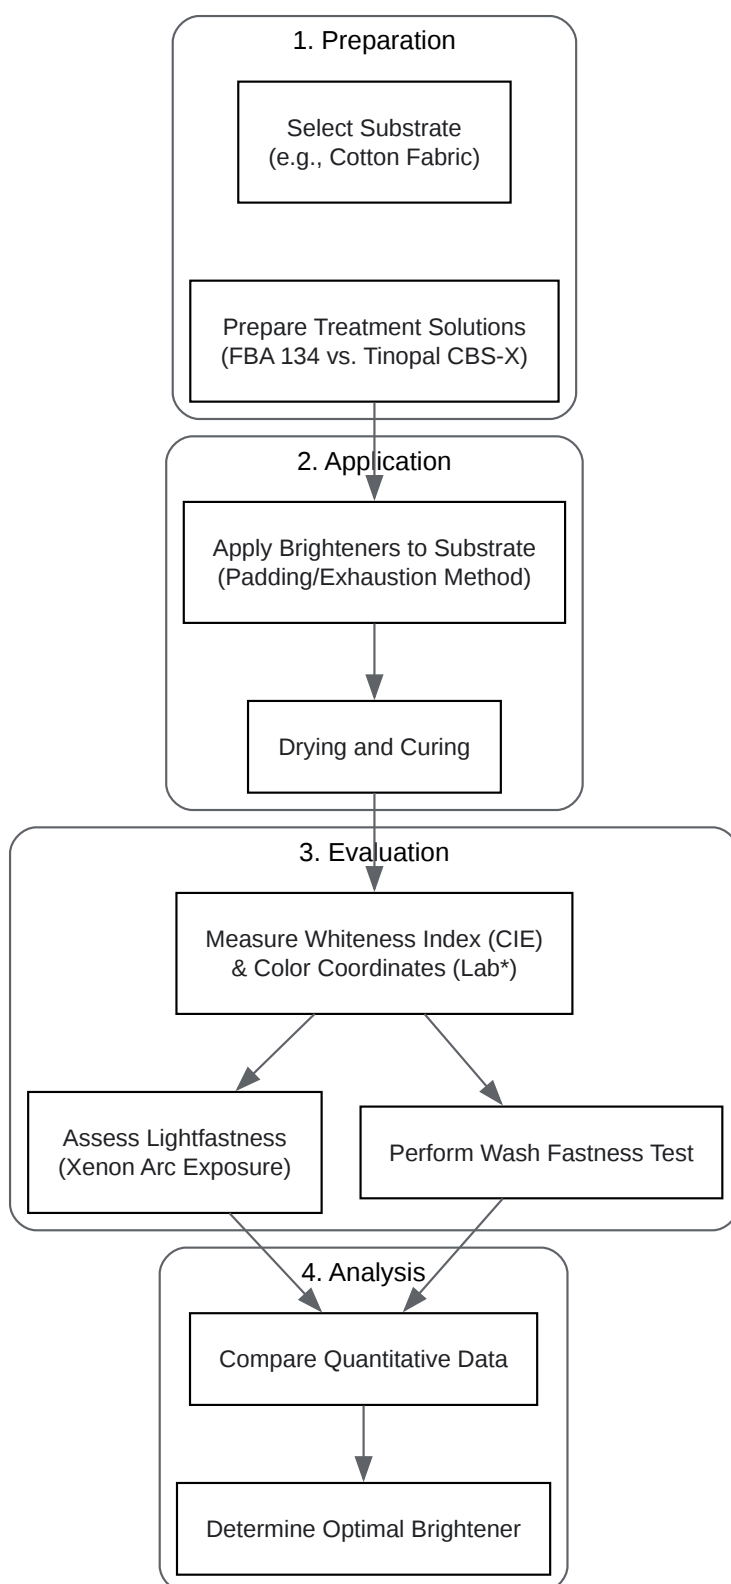 1. Preparation
Select Substrate
(e.g., Cotton Fabric)
Prepare Treatment Solutions
(FBA 134 vs. Tinopal CBS-X)
2. Application
Apply Brighteners to Substrate
(Padding/Exhaustion Method)
Drying and Curing
3. Evaluation
Measure Whiteness Index (CIE)
& Color Coordinates (Lab*)
Assess Lightfastness
(Xenon Arc Exposure)
Perform Wash Fastness Test
4. Analysis
Compare Quantitative Data
Determine Optimal Brightener